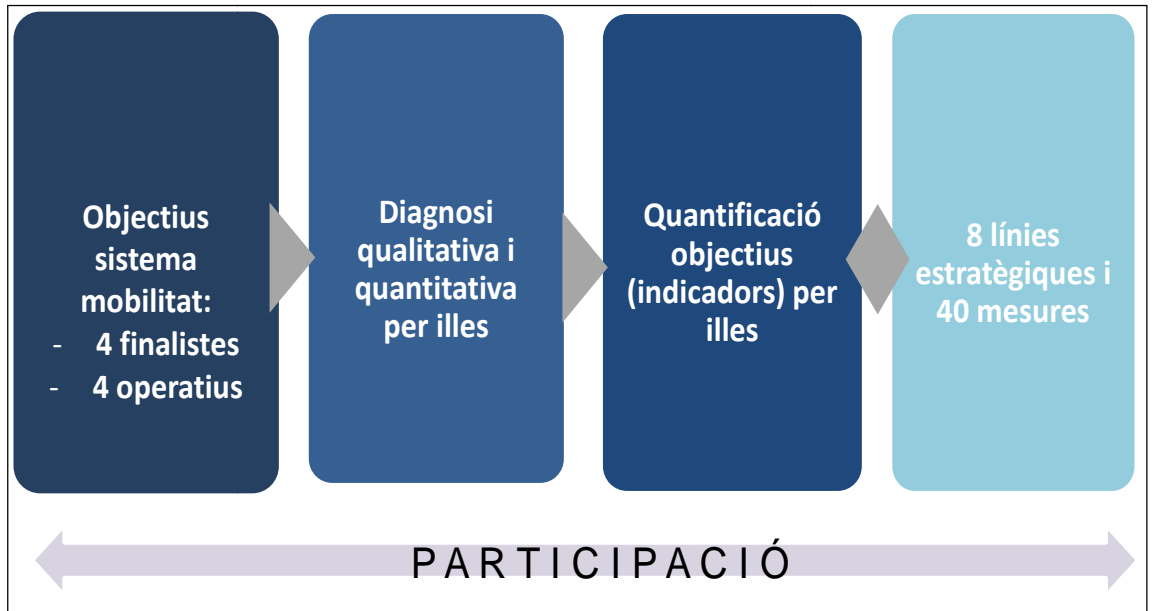 Objectius
sistema
mobilitat:
- 4 finalistes
- 4 operatius
Diagnosi
qualitativa i
quantitativa
per illes
Quantificació
objectius
(indicadors) per
illes
8 línies
estratègiques i
40 mesures
PARTICIPACIÓ